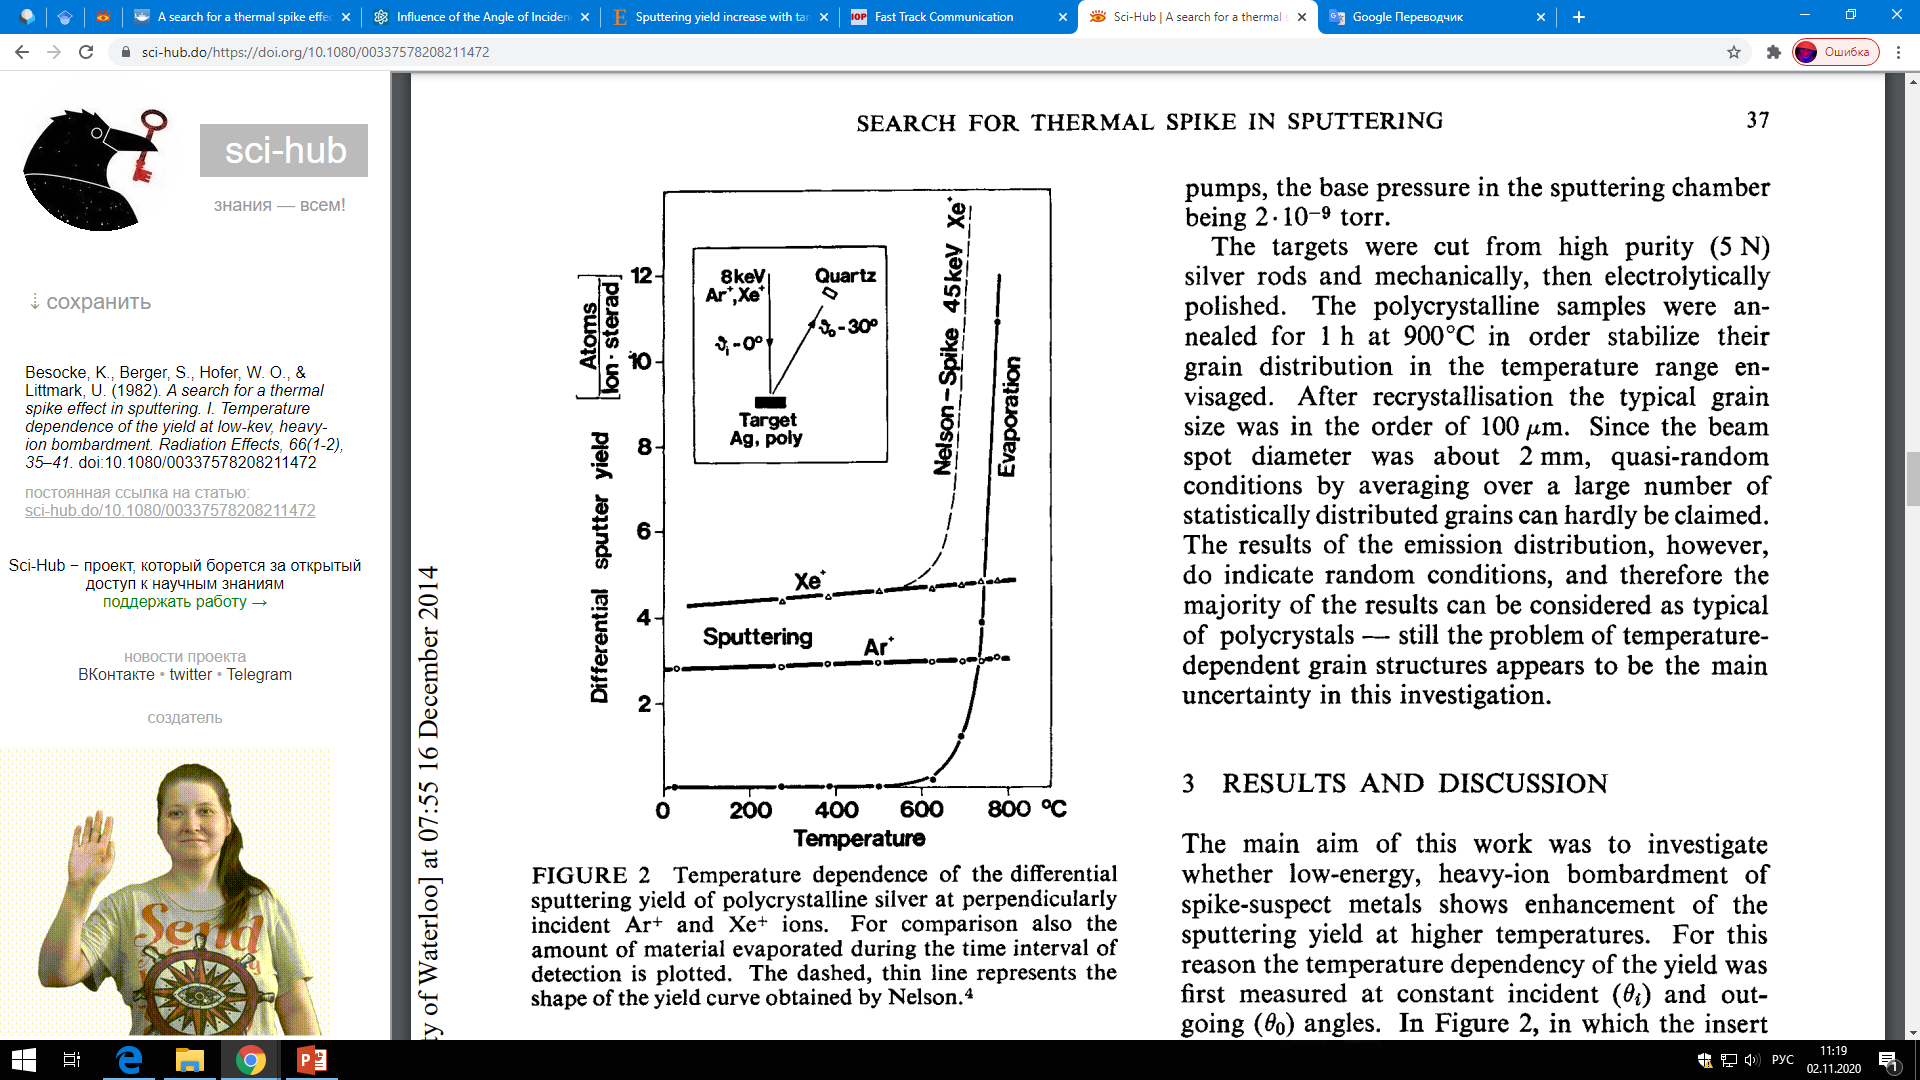 A search for a thermal spike effec
Influence of the Angle of Inciden
Sputtering yield increase with tar
IOP Fast Track Communication
Sci-Hub | A search for a thermal s
Google Переводчик
sci-hub.do/https://doi.org/10.1080/00337578208211472
Ошибка
sci-hub
знания — всем!
⇣ сохранить
Besocke, K., Berger, S., Hofer, W. O., &
Littmark, U. (1982). A search for a thermal
spike effect in sputtering. I. Temperature
dependence of the yield at low-kev, heavy-
ion bombardment. Radiation Effects, 66(1-2),
35–41. doi:10.1080/00337578208211472
постоянная ссылка на статью:
sci-hub.do/10.1080/00337578208211472
Sci-Hub − проект, который борется за открытый
доступ к научным знаниям
поддержать работу →
новости проекта
ВКонтакте • twitter • Telegram
создатель
Send
ty of Waterloo] at 07:55 16 December 2014
SEARCH FOR THERMAL SPIKE IN SPUTTERING 37
Differential sputter yield
Atoms
Ion · sterad
12
10
8
6
4
2
8keV
Ar+,Xe+
Quartz
ϑi-0°
ϑo-30°
Target
Ag, poly
Nelson-Spike 45keV Xe+
Evaporation
Xe+
Sputtering
Ar+
0 200 400 600 800 °C
Temperature
FIGURE 2 Temperature dependence of the differential
sputtering yield of polycrystalline silver at perpendicularly
incident Ar+ and Xe+ ions. For comparison also the
amount of material evaporated during the time interval of
detection is plotted. The dashed, thin line represents the
shape of the yield curve obtained by Nelson.⁴
pumps, the base pressure in the sputtering chamber
being 2·10⁻⁹ torr.
The targets were cut from high purity (5 N)
silver rods and mechanically, then electrolytically
polished. The polycrystalline samples were an-
nealed for 1 h at 900°C in order stabilize their
grain distribution in the temperature range en-
visaged. After recrystallisation the typical grain
size was in the order of 100 μm. Since the beam
spot diameter was about 2 mm, quasi-random
conditions by averaging over a large number of
statistically distributed grains can hardly be claimed.
The results of the emission distribution, however,
do indicate random conditions, and therefore the
majority of the results can be considered as typical
of polycrystals — still the problem of temperature-
dependent grain structures appears to be the main
uncertainty in this investigation.
3 RESULTS AND DISCUSSION
The main aim of this work was to investigate
whether low-energy, heavy-ion bombardment of
spike-suspect metals shows enhancement of the
sputtering yield at higher temperatures. For this
reason the temperature dependency of the yield was
first measured at constant incident (θi) and out-
going (θ0) angles. In Figure 2, in which the insert
РУС
11:19
02.11.2020
1